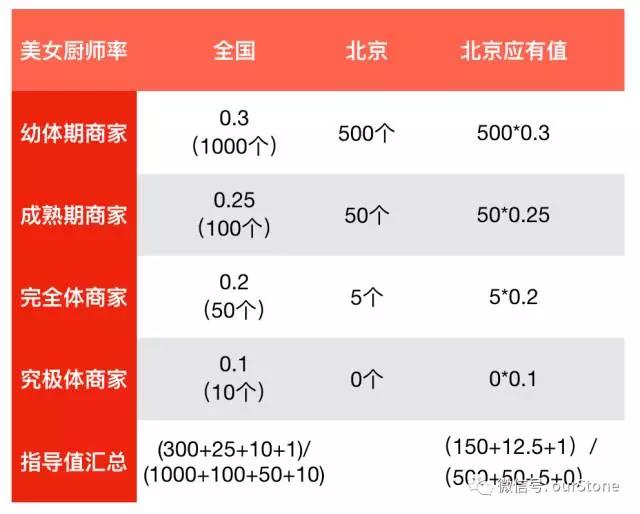 美女厨师率 全国 北京 北京应有值
幼体期商家 0.3 500个 500*0.3
（1000个）
成熟期商家 0.25 50个 50*0.25
（100个）
完全体商家 0.2 5个 5*0.2
（50个）
究极体商家 0.1 0个 0*0.1
（10个）
指导值汇总 (300+25+10+1)/ （150+12.5+1）/
(1000+100+50+10) (500+50+5+0)
微信号: ourStone